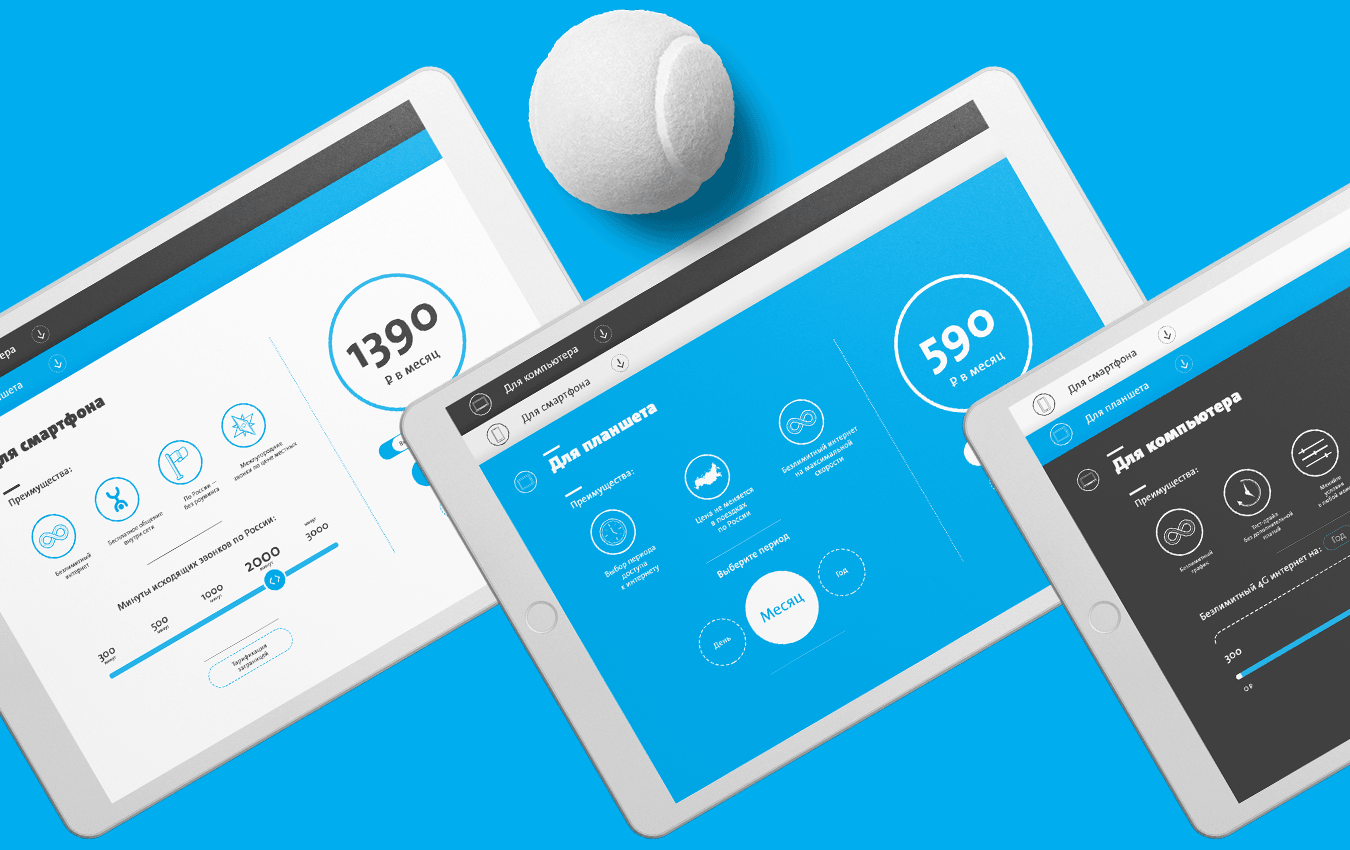 1390
₽ в месяц
Для смартфона
Преимущества:
Безлимитный
интернет
Бесплатное общение
внутри сети
По России —
без роуминга
Междугородние
звонки по цене местных
Минуты исходящих звонков по России:
300
минут
500
минут
1000
минут
2000
минут
3000
минут
Тарификация
заграницей
Для компьютера
Для смартфона
590
₽ в месяц
Для планшета
Преимущества:
Выбор периода
доступа
к интернету
Цена не меняется
в поездках
по России
Безлимитный интернет
на максимальной
скорости
Выберите период
День
Месяц
Год
Для смартфона
Для планшета
Для компьютера
Преимущества:
Безлимитный
трафик
Тест-драйв
без дополнительной
платы
Меняйте
условия
Безлимитный 4G интернет на:
Год
300
0 ₽